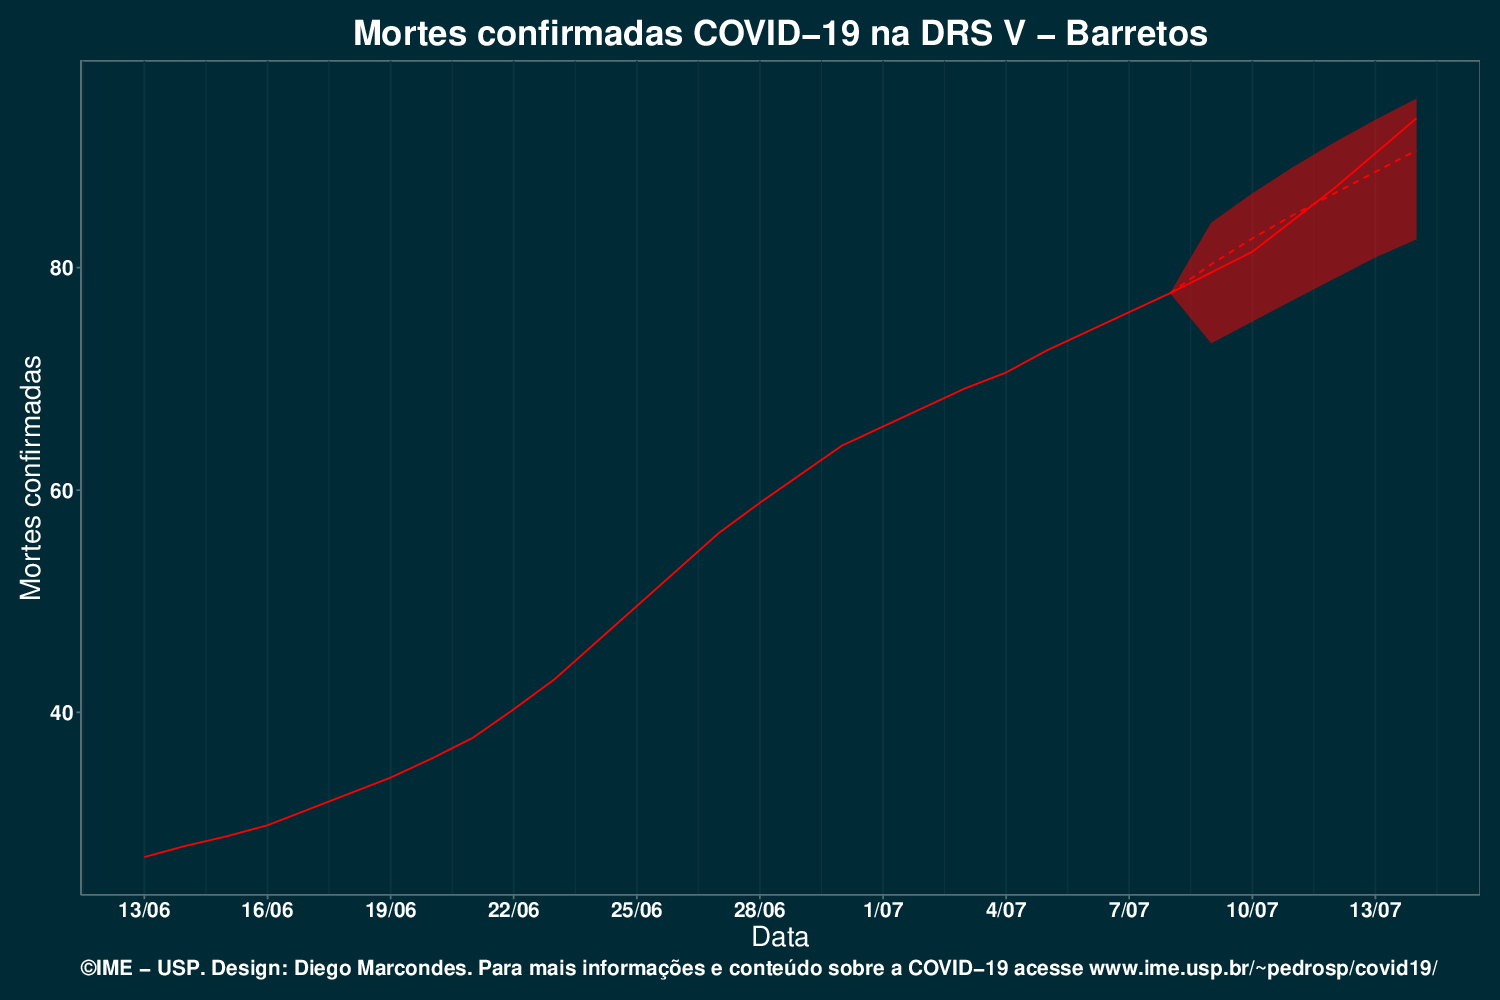 Mortes confirmadas COVID−19 na DRS V − Barretos
Mortes confirmadas
80
60
40
13/06 16/06 19/06 22/06 25/06 28/06 1/07 4/07 7/07 10/07 13/07
Data
©IME − USP. Design: Diego Marcondes. Para mais informações e conteúdo sobre a COVID−19 acesse www.ime.usp.br/~pedrosp/covid19/